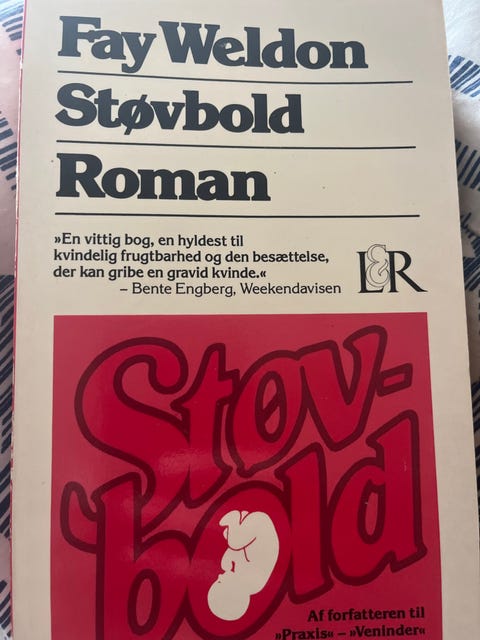 Fay Weldon
Støvbold
Roman
»En vittig bog, en hyldest til
kvindelig frugtbarhed og den besættelse,
der kan gribe en gravid kvinde.«
– Bente Engberg, Weekendavisen
L&R
Støv-
bold
Af forfatteren til
»Praxis« – »Veninder«